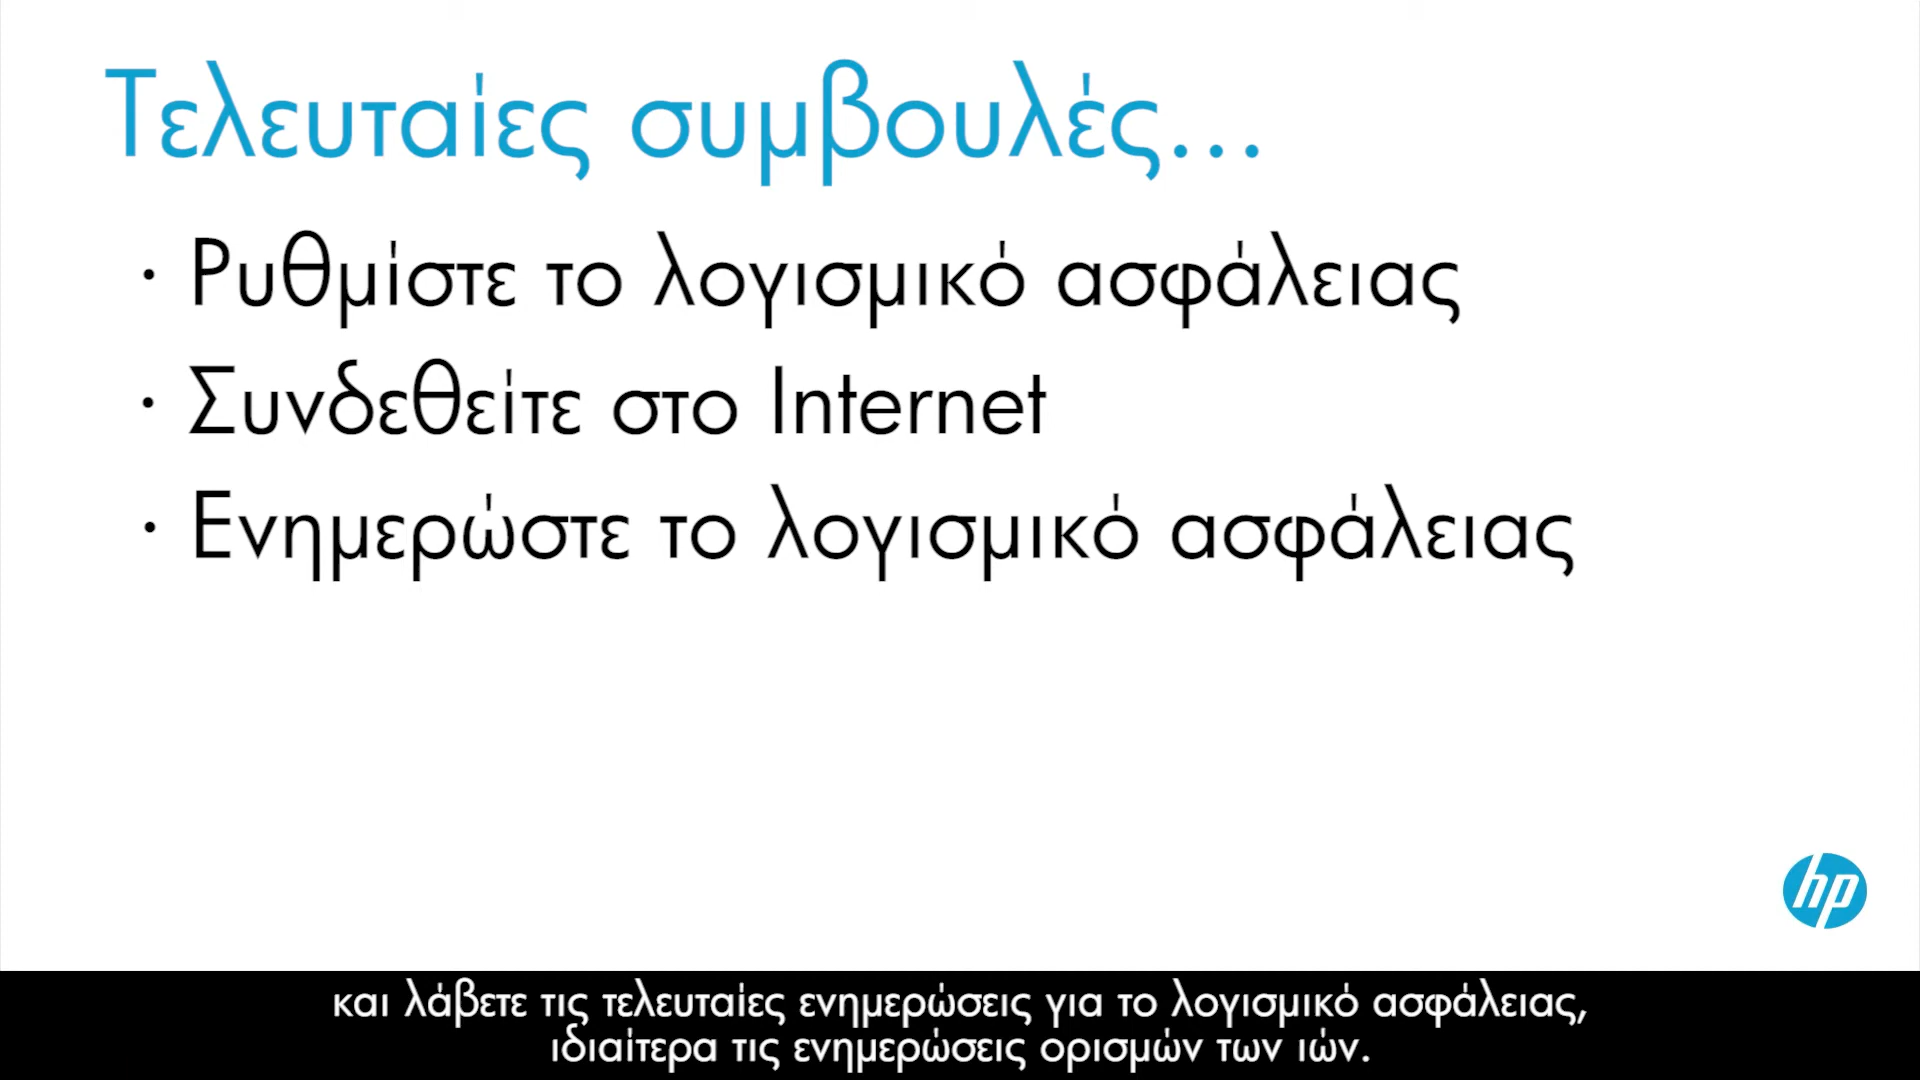 Τελευταίες συμβουλές...
· Ρυθμίστε το λογισμικό ασφάλειας
· Συνδεθείτε στο Internet
· Ενημερώστε το λογισμικό ασφάλειας
hp
και λάβετε τις τελευταίες ενημερώσεις για το λογισμικό ασφάλειας,
ιδιαίτερα τις ενημερώσεις ορισμών των ιών.